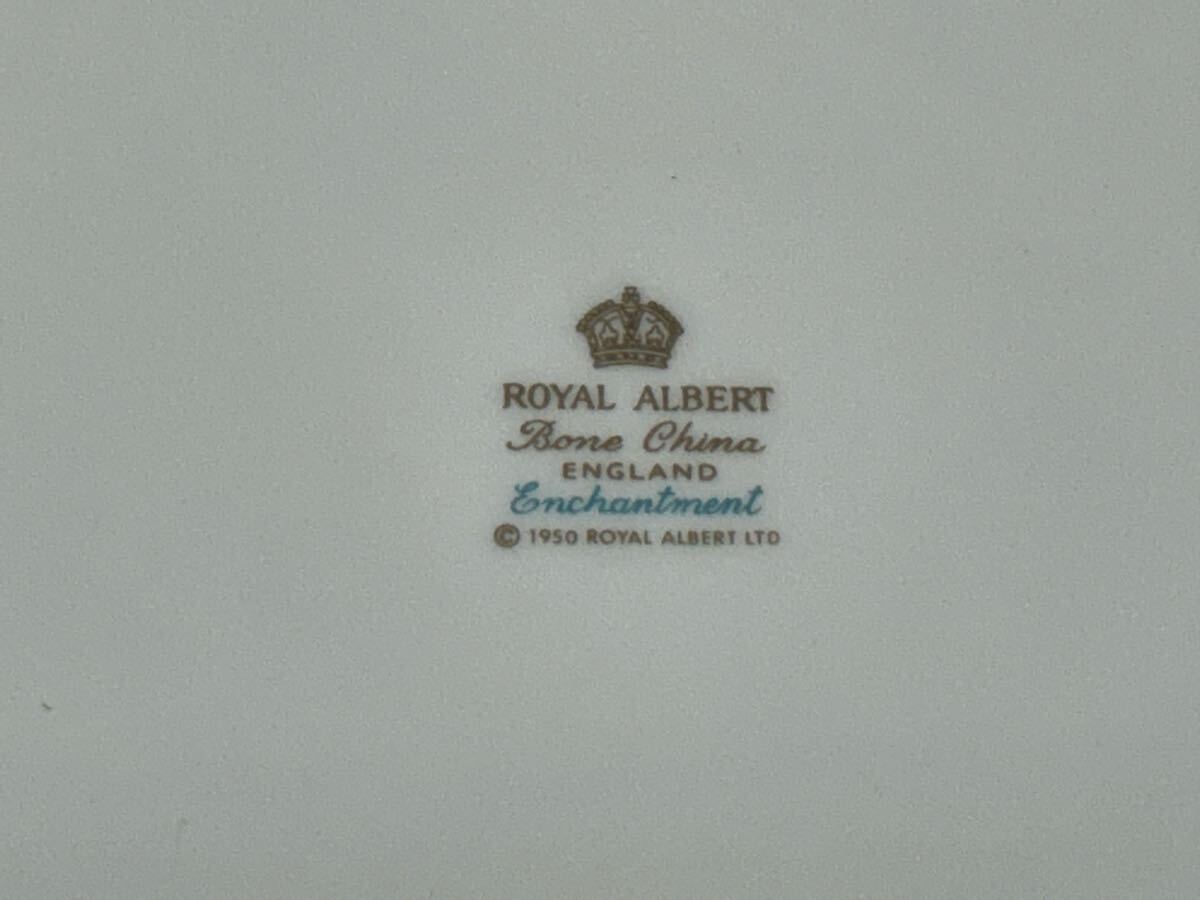 ROYAL ALBERT
Bone China
ENGLAND
Enchantment
© 1950 ROYAL ALBERT LTD